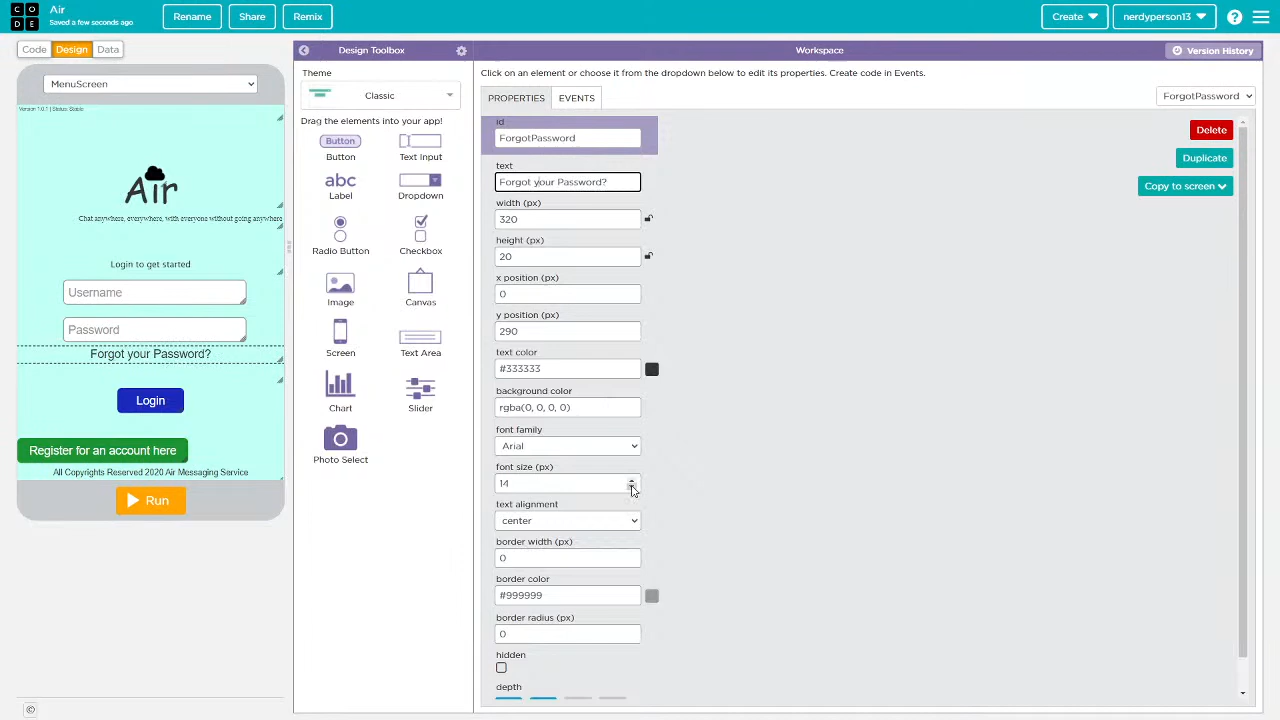 CODE
Air
Saved a few seconds ago
Rename
Share
Remix
Create
nerdyperson13
?
Code
Design
Data
Design Toolbox
Workspace
Version History
MenuScreen
Version 1.0.1 | Status: Stable
Air
Chat anywhere, everywhere, with everyone without going anywhere
Login to get started
Username
Password
Forgot your Password?
Login
Register for an account here
All Copyrights Reserved 2020 Air Messaging Service
Run
©
Theme
Classic
Drag the elements into your app!
Button
Button
Text Input
abc
Label
Dropdown
Radio Button
Checkbox
Image
Canvas
Screen
Text Area
Chart
Slider
Photo Select
Click on an element or choose it from the dropdown below to edit its properties. Create code in Events.
PROPERTIES
EVENTS
ForgotPassword
id
ForgotPassword
Delete
text
Forgot your Password?
Duplicate
Copy to screen
width (px)
320
height (px)
20
x position (px)
0
y position (px)
290
text color
#333333
background color
rgba(0, 0, 0, 0)
font family
Arial
font size (px)
14
text alignment
center
border width (px)
0
border color
#999999
border radius (px)
0
hidden
depth